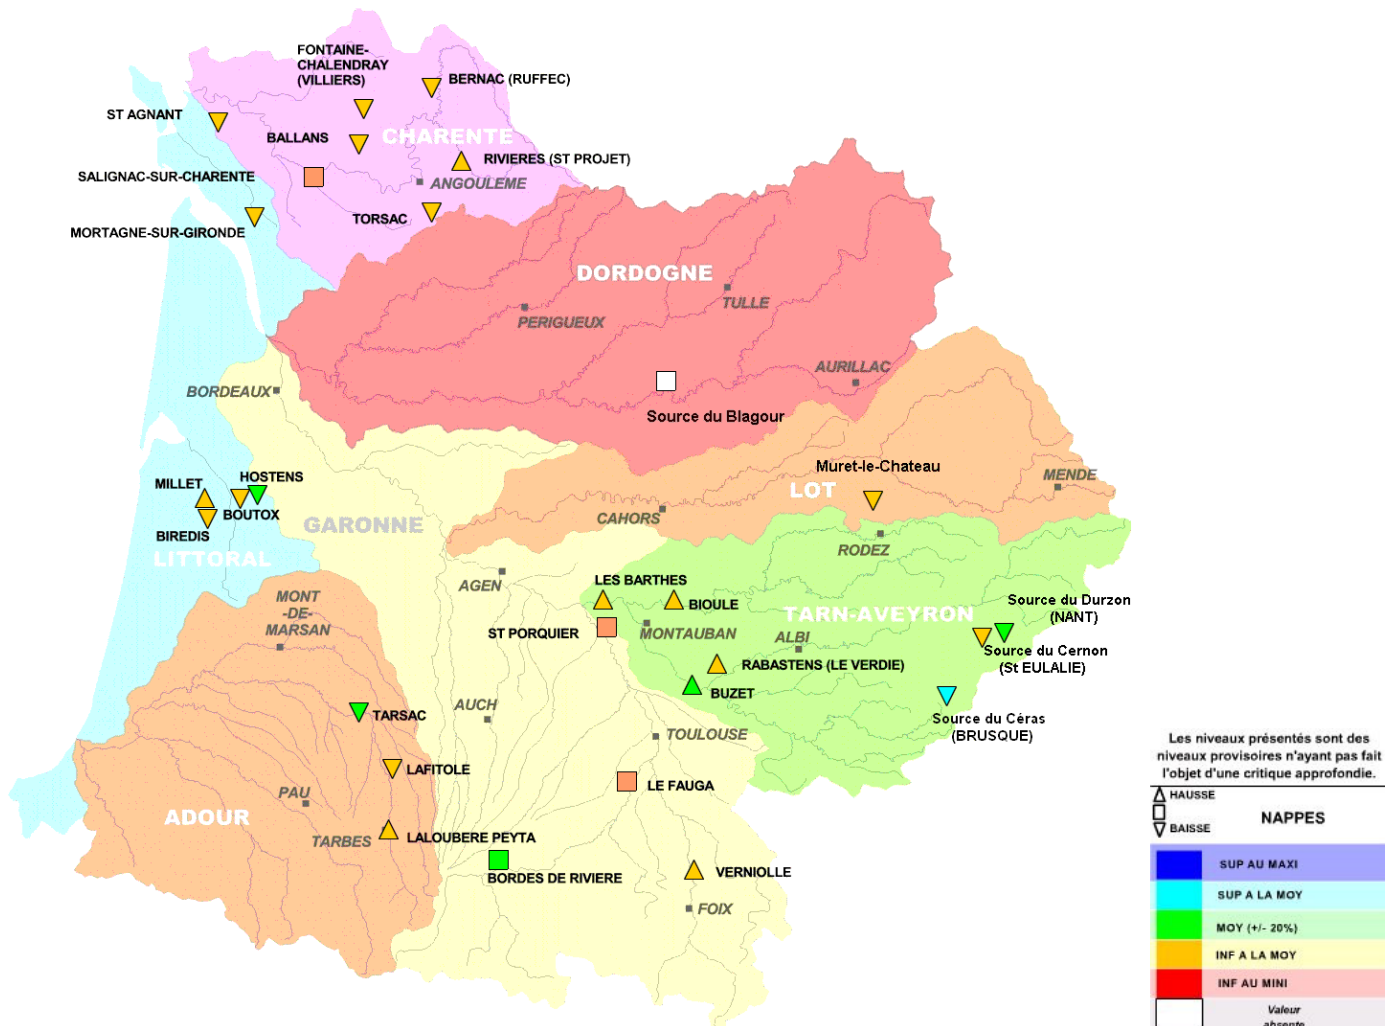 FONTAINE-
CHALENDRAY
(VILLIERS)
BERNAC (RUFFEC)
ST AGNANT
BALLANS
CHARENTE
RIVIERES (ST PROJET)
SALIGNAC-SUR-CHARENTE
ANGOULEME
TORSAC
MORTAGNE-SUR-GIRONDE
DORDOGNE
TULLE
PERIGUEUX
AURILLAC
BORDEAUX
Source du Blagour
Muret-le-Chateau
MENDE
LOT
HOSTENS
MILLET
BOUTOX
BIREDIS
GARONNE
CAHORS
RODEZ
LITTORAL
AGEN
LES BARTHES
BIOULE
MONT
-DE-
MARSAN
TARN-AVEYRON
Source du Durzon
(NANT)
ST PORQUIER
MONTAUBAN
ALBI
Source du Cernon
(St EULALIE)
RABASTENS (LE VERDIE)
BUZET
AUCH
TARSAC
Source du Céras
(BRUSQUE)
TOULOUSE
LAFITOLE
LE FAUGA
PAU
ADOUR
TARBES
LALOUBERE PEYTA
BORDES DE RIVIERE
VERNIOLLE
FOIX
Les niveaux présentés sont des
niveaux provisoires n'ayant pas fait
l'objet d'une critique approfondie.
HAUSSE
NAPPES
BAISSE
SUP AU MAXI
SUP A LA MOY
MOY (+/- 20%)
INF A LA MOY
INF AU MINI
Valeur
absente